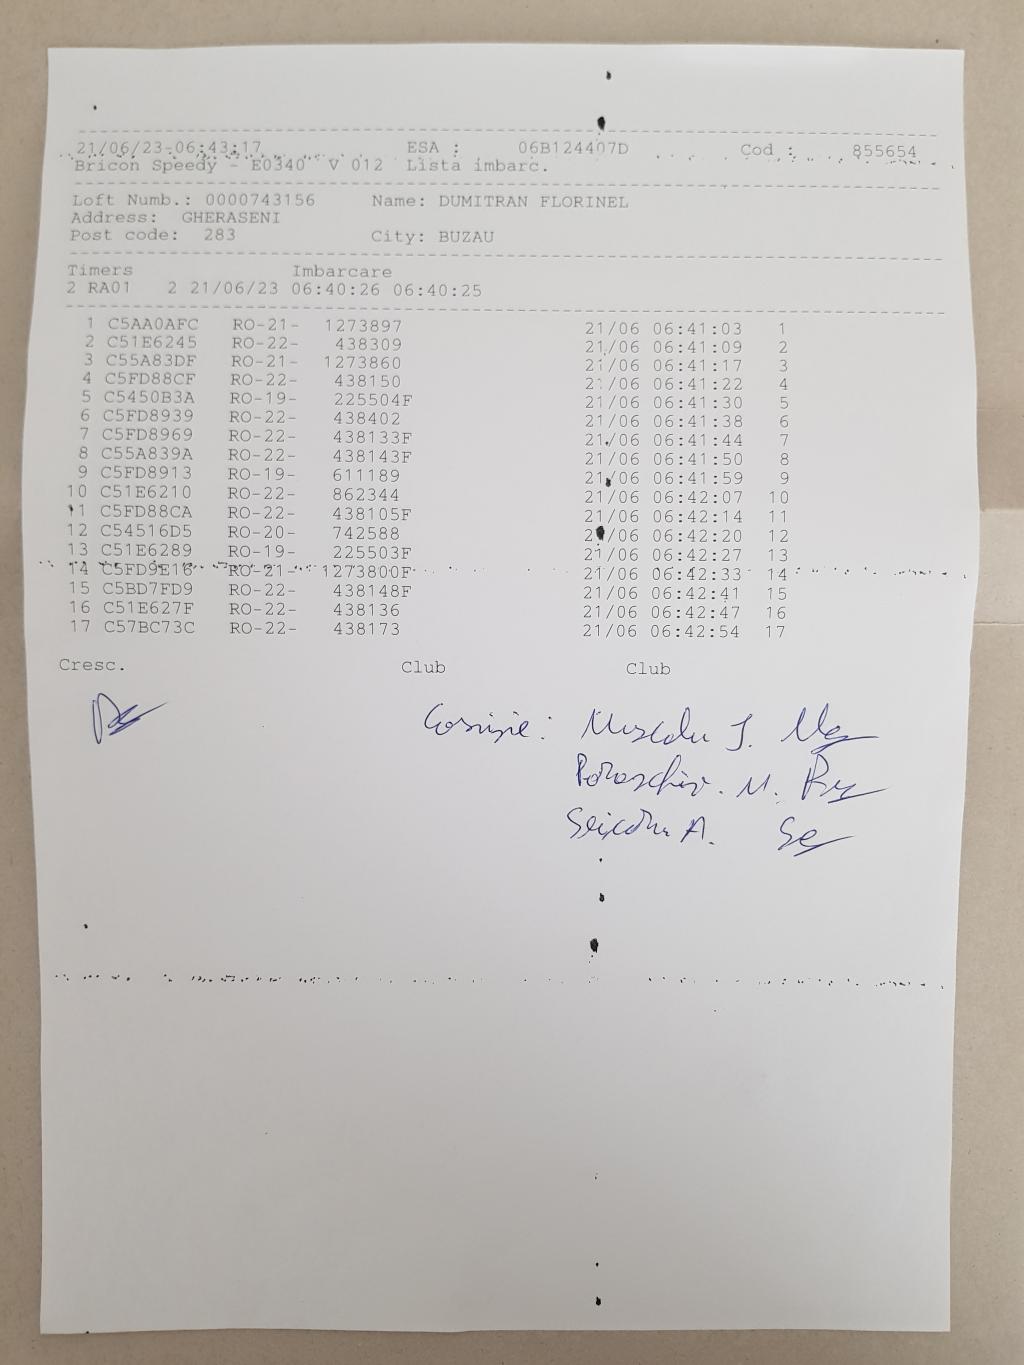 21/06/23-06:43:17 ESA : 06B124407D Cod : 855654
Bricon Speedy - E0340 V 012 Lista imbarc.
Loft Numb.: 0000743156 Name: DUMITRAN FLORINEL
Address: GHERASENI
Post code: 283 City: BUZAU
Timers Imbarcare
2 RA01 2 21/06/23 06:40:26 06:40:25
1 C5AA0AFC RO-21- 1273897 21/06 06:41:03 1
2 C51E6245 RO-22- 438309 21/06 06:41:09 2
3 C55A83DF RO-21- 1273860 21/06 06:41:17 3
4 C5FD88CF RO-22- 438150 21/06 06:41:22 4
5 C5450B3A RO-19- 225504F 21/06 06:41:30 5
6 C5FD8939 RO-22- 438402 21/06 06:41:38 6
7 C5FD8969 RO-22- 438133F 21/06 06:41:44 7
8 C55A839A RO-22- 438143F 21/06 06:41:50 8
9 C5FD8913 RO-19- 611189 21/06 06:41:59 9
10 C51E6210 RO-22- 862344 21/06 06:42:07 10
11 C5FD88CA RO-22- 438105F 21/06 06:42:14 11
12 C54516D5 RO-20- 742588 21/06 06:42:20 12
13 C51E6289 RO-19- 225503F 21/06 06:42:27 13
14 C5FD9E16 RO-21- 1273800F 21/06 06:42:33 14
15 C5BD7FD9 RO-22- 438148F 21/06 06:42:41 15
16 C51E627F RO-22- 438136 21/06 06:42:47 16
17 C57BC73C RO-22- 438173 21/06 06:42:54 17
Cresc. Club Club
J.
M.
A.